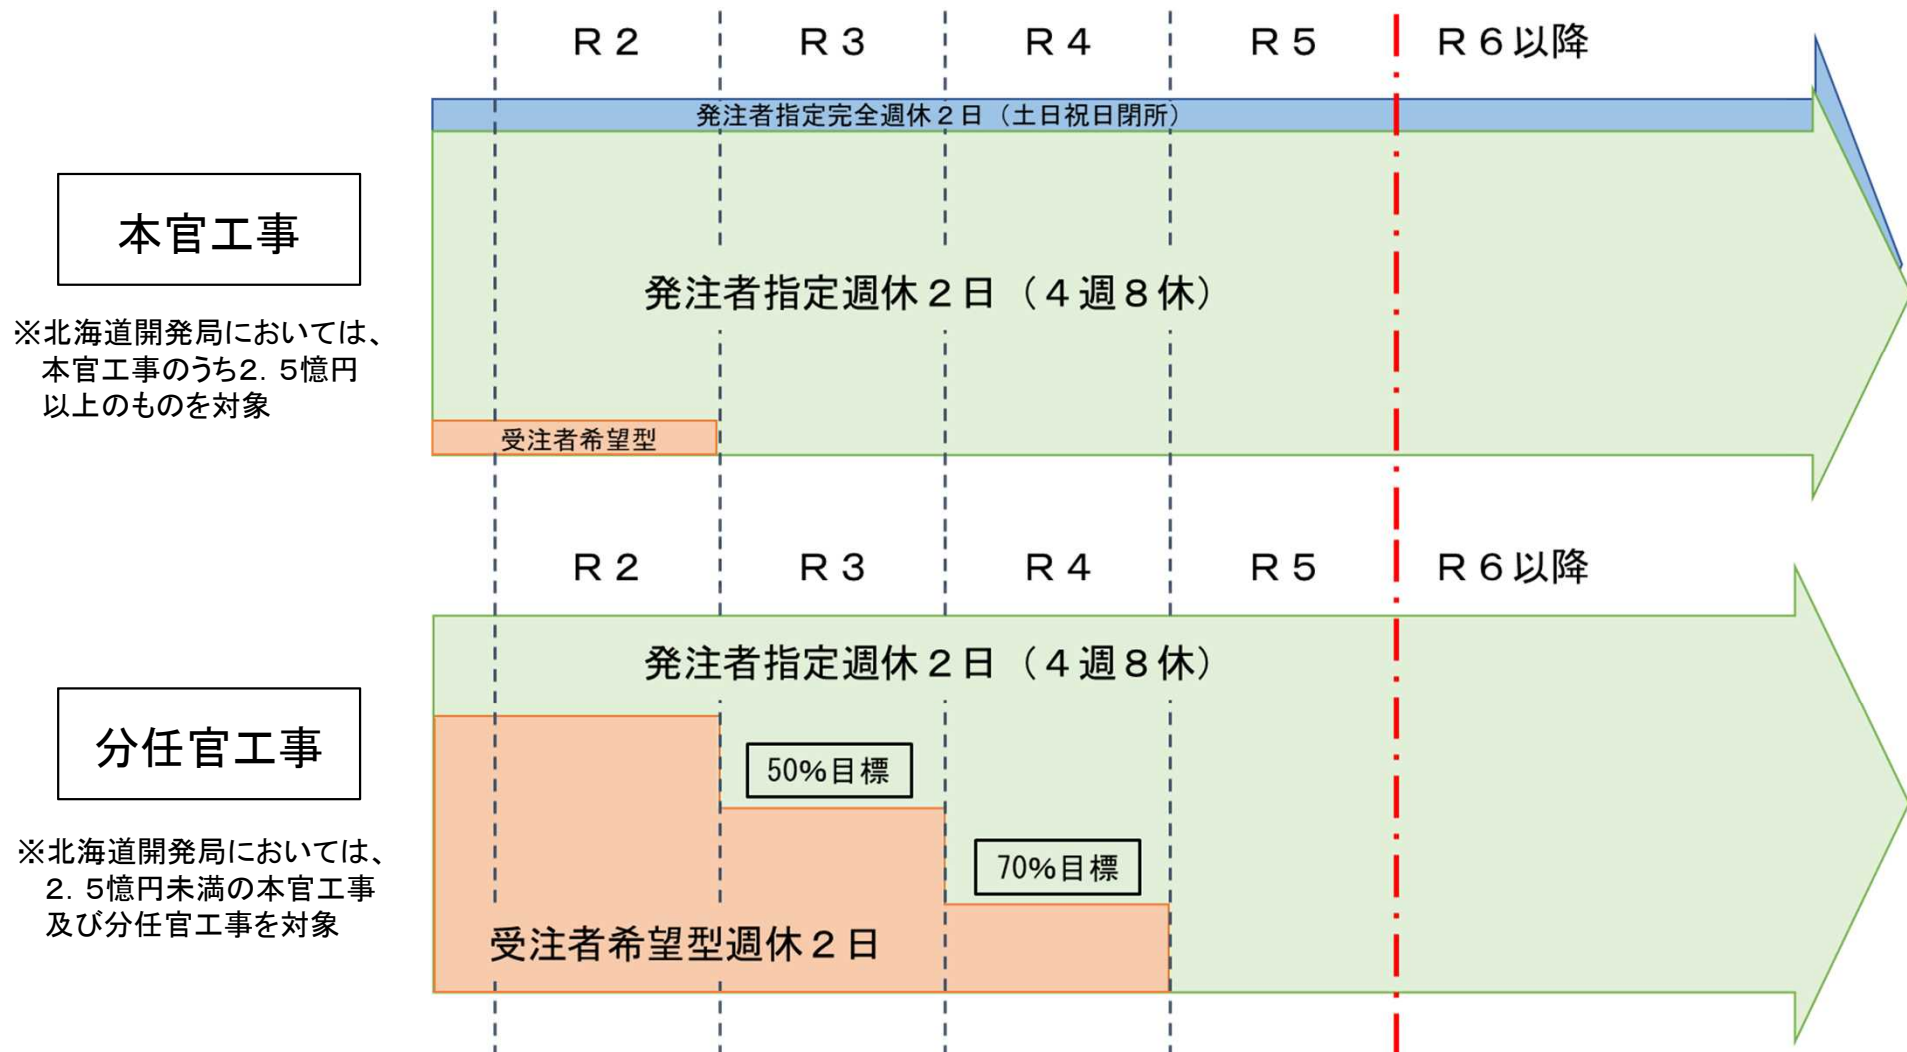 R2 R3 R4 R5 R6以降
発注者指定完全週休2日（土日祝日閉所）
本官工事
発注者指定週休2日（4週8休）
※北海道開発局においては、
本官工事のうち2．5億円
以上のものを対象
受注者希望型
R2 R3 R4 R5 R6以降
発注者指定週休2日（4週8休）
分任官工事
50%目標
70%目標
※北海道開発局においては、
2．5億円未満の本官工事
及び分任官工事を対象
受注者希望型週休2日